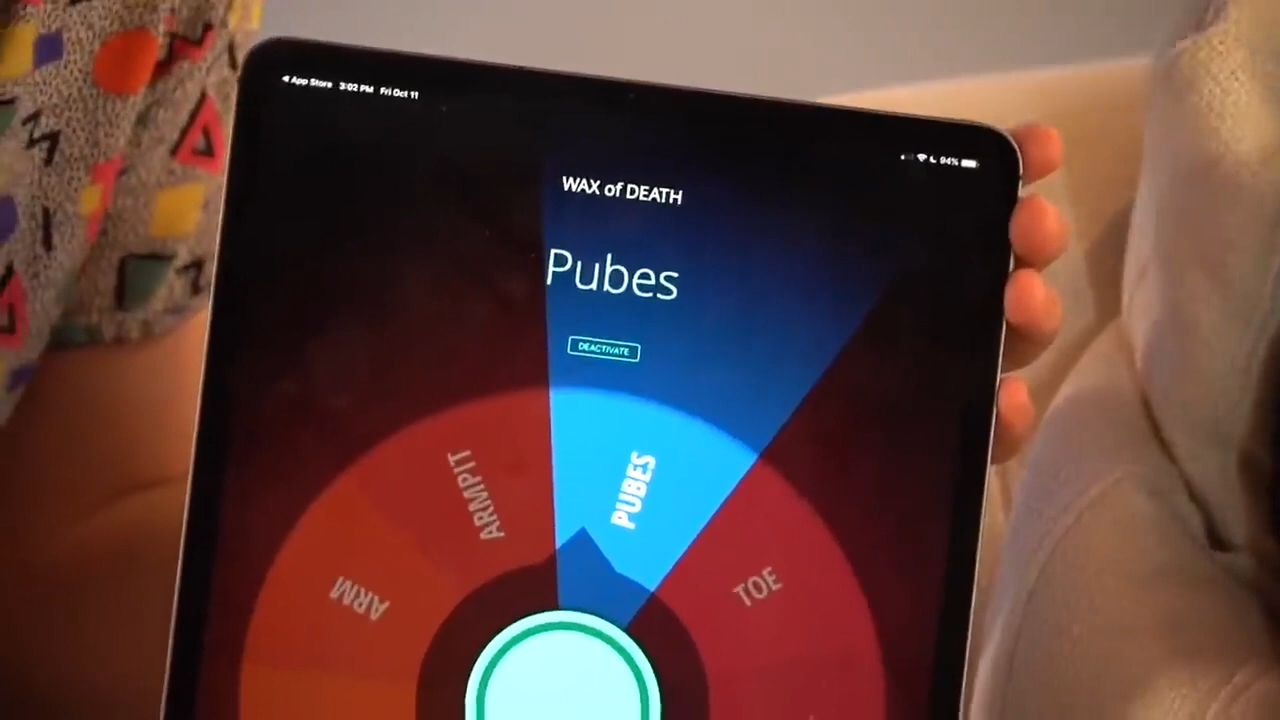 App Store 3:02 PM Fri Oct 11
94%
WAX of DEATH
Pubes
DEACTIVATE
ARMPIT
PUBES
ARM
TOE